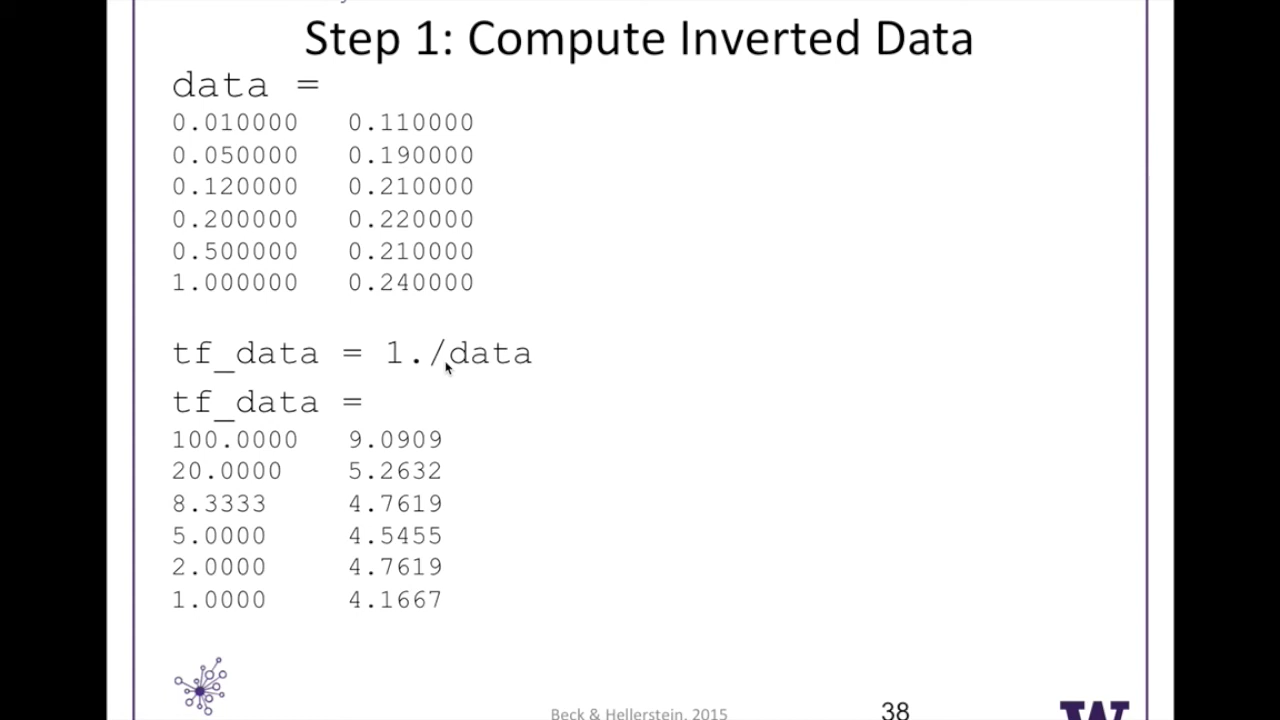 Step 1: Compute Inverted Data
data =
0.010000 0.110000
0.050000 0.190000
0.120000 0.210000
0.200000 0.220000
0.500000 0.210000
1.000000 0.240000
tf_data = 1./data
tf_data =
100.0000 9.0909
20.0000 5.2632
8.3333 4.7619
5.0000 4.5455
2.0000 4.7619
1.0000 4.1667
Beck & Hellerstein, 2015
38
W